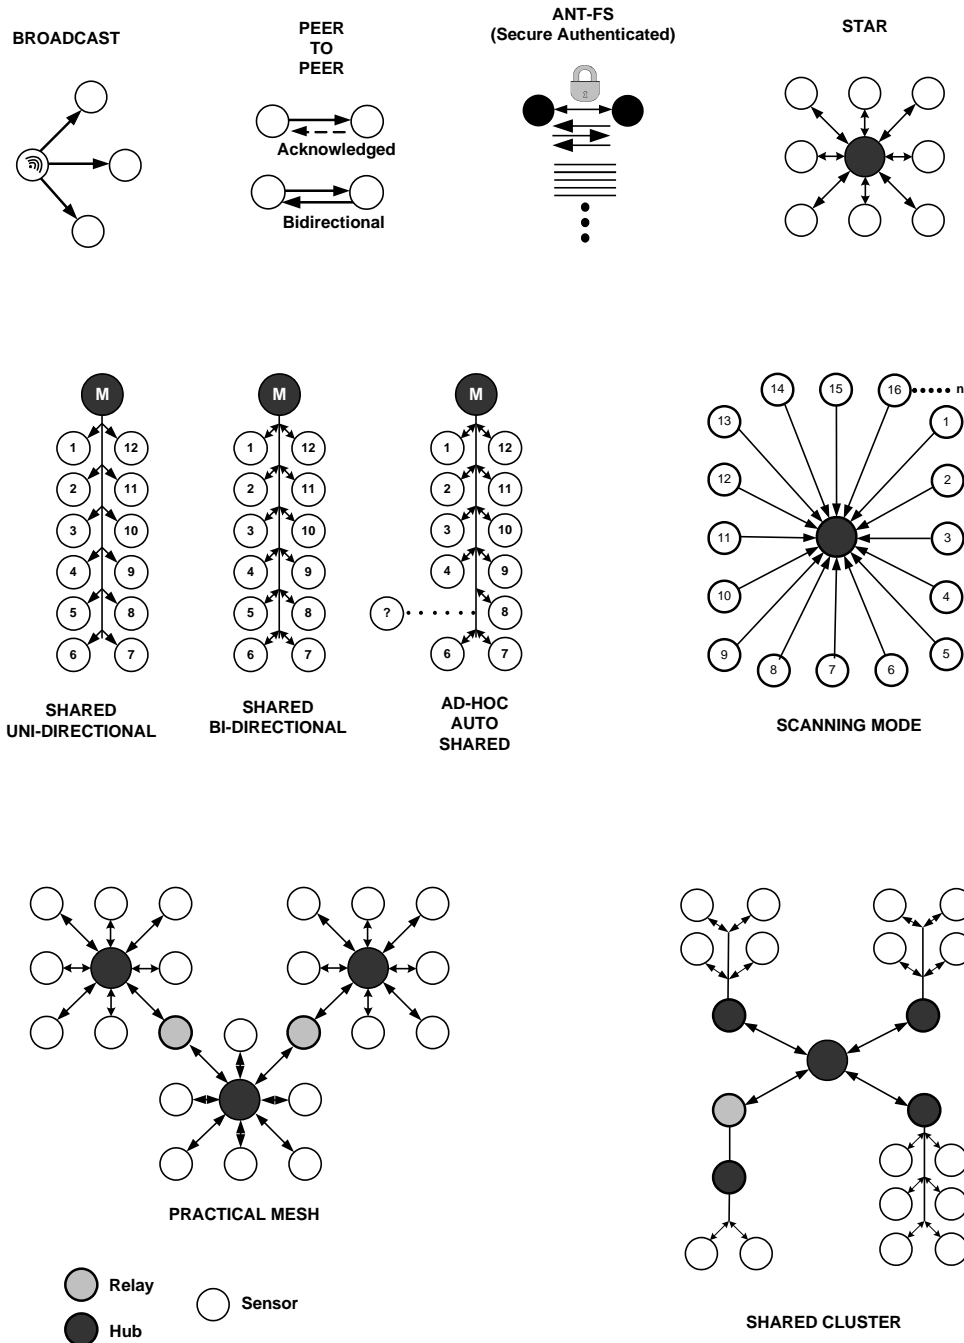 BROADCAST
PEER
TO
PEER
Acknowledged
Bidirectional
ANT-FS
(Secure Authenticated)
STAR
M
1 12
2 11
3 10
4 9
5 8
6 7
SHARED
UNI-DIRECTIONAL
M
1 12
2 11
3 10
4 9
5 8
6 7
SHARED
BI-DIRECTIONAL
M
1 12
2 11
3 10
4 9
? 8
6 7
AD-HOC
AUTO
SHARED
14 15 16 n
13 1
12 2
11 3
10 4
9 5
8 7 6
SCANNING MODE
PRACTICAL MESH
Relay
Sensor
Hub
SHARED CLUSTER